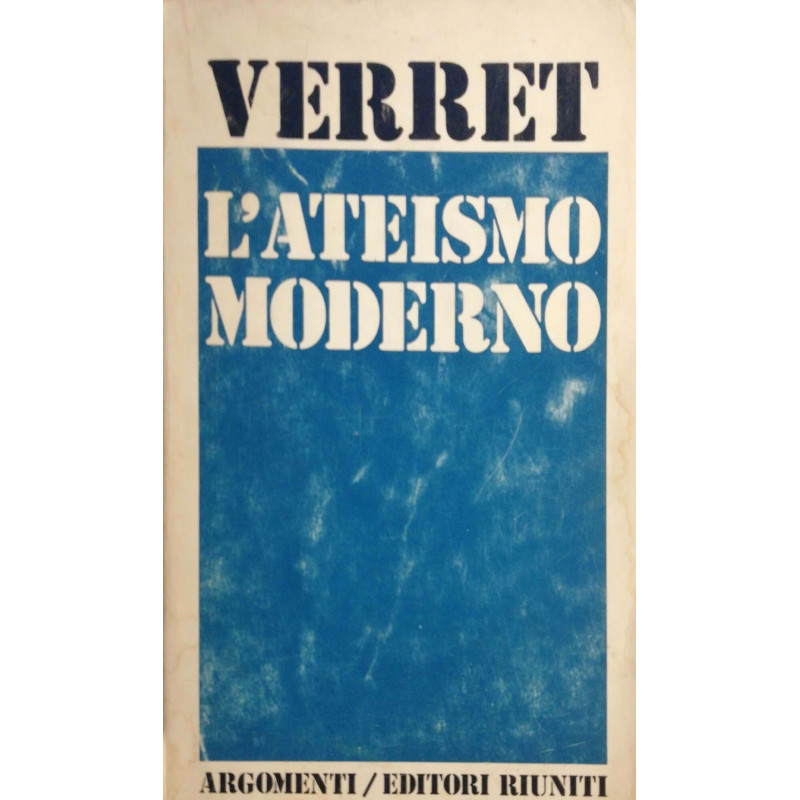 VERRET
L'ATEISMO
MODERNO
ARGOMENTI / EDITORI RIUNITI